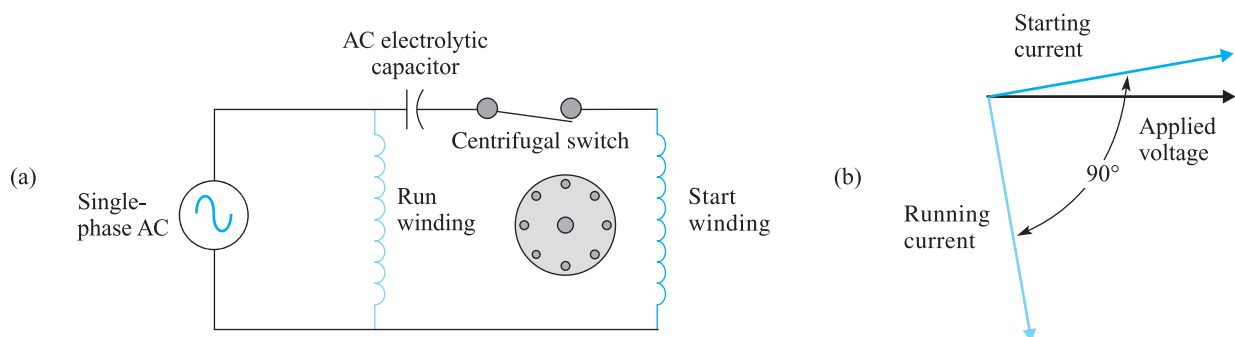 AC electrolytic
capacitor
Centrifugal switch
(a)
Single-
phase AC
Run
winding
Start
winding
Starting
current
Applied
voltage
90°
(b)
Running
current